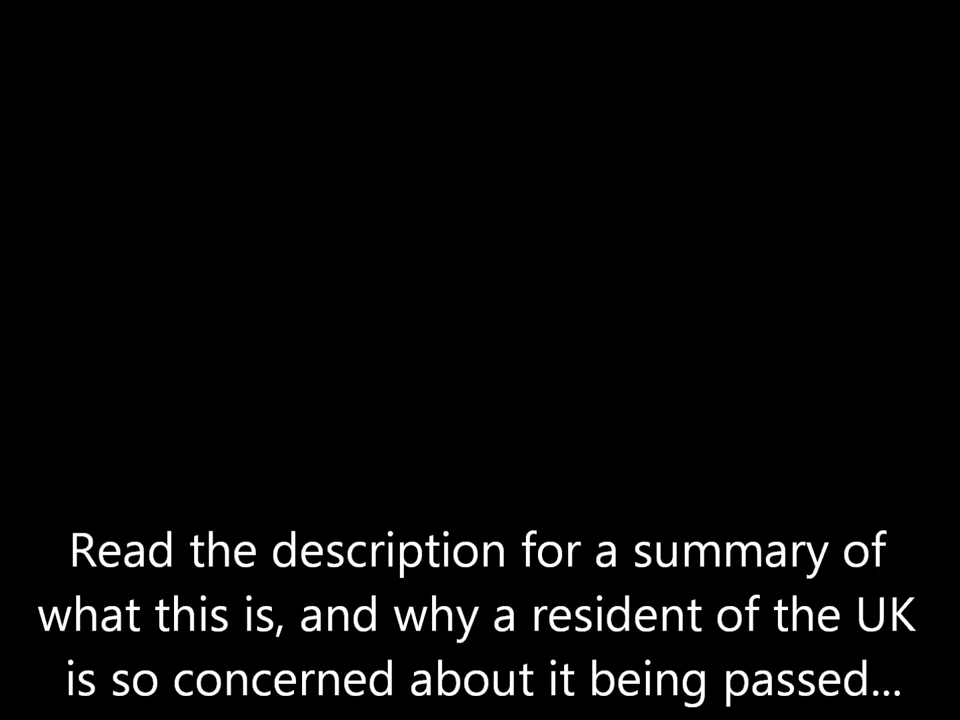 Read the description for a summary of
what this is, and why a resident of the UK
is so concerned about it being passed...